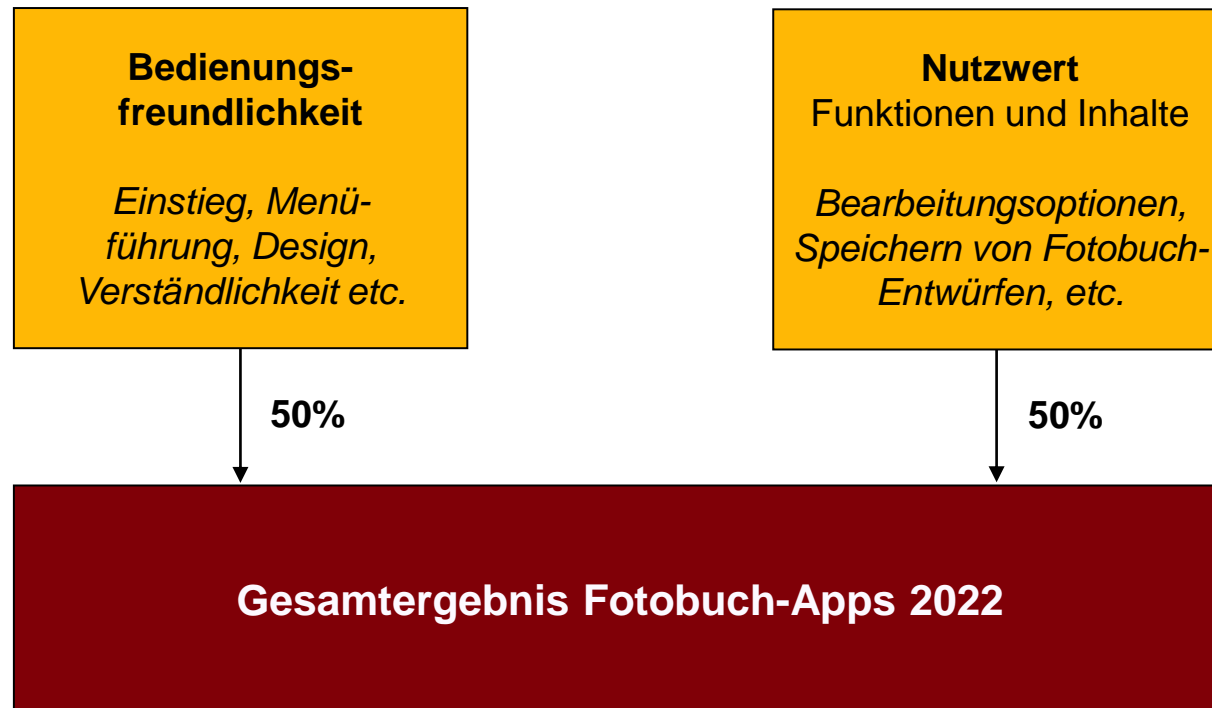 Bedienungs-
freundlichkeit
Einstieg, Menü-
führung, Design,
Verständlichkeit etc.
Nutzwert
Funktionen und Inhalte
Bearbeitungsoptionen,
Speichern von Fotobuch-
Entwürfen, etc.
50%
50%
Gesamtergebnis Fotobuch-Apps 2022